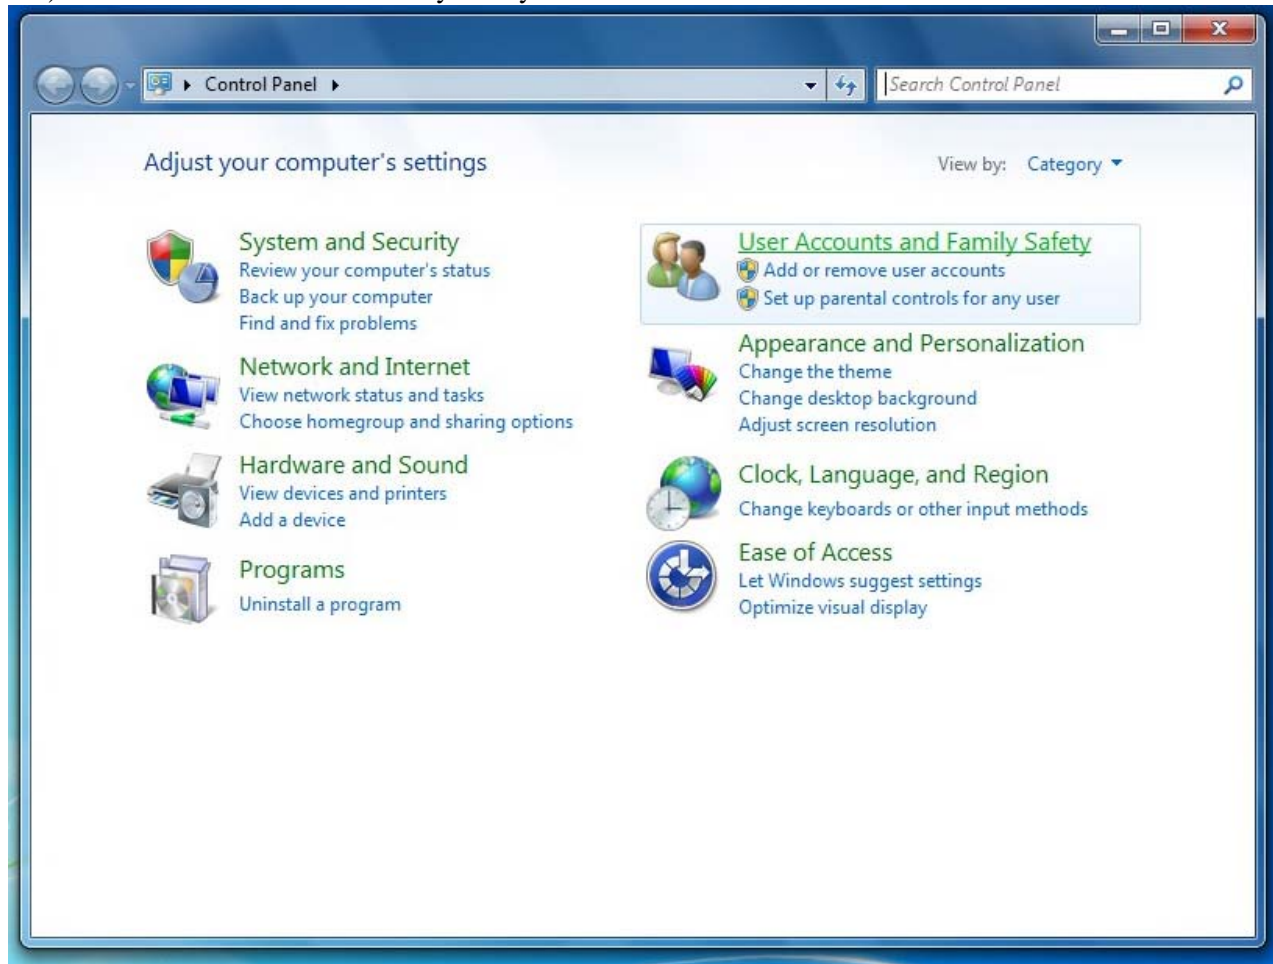 Control Panel
Search Control Panel
Adjust your computer's settings
View by: Category
System and Security
Review your computer's status
Back up your computer
Find and fix problems
Network and Internet
View network status and tasks
Choose homegroup and sharing options
Hardware and Sound
View devices and printers
Add a device
Programs
Uninstall a program
User Accounts and Family Safety
Add or remove user accounts
Set up parental controls for any user
Appearance and Personalization
Change the theme
Change desktop background
Adjust screen resolution
Clock, Language, and Region
Change keyboards or other input methods
Ease of Access
Let Windows suggest settings
Optimize visual display